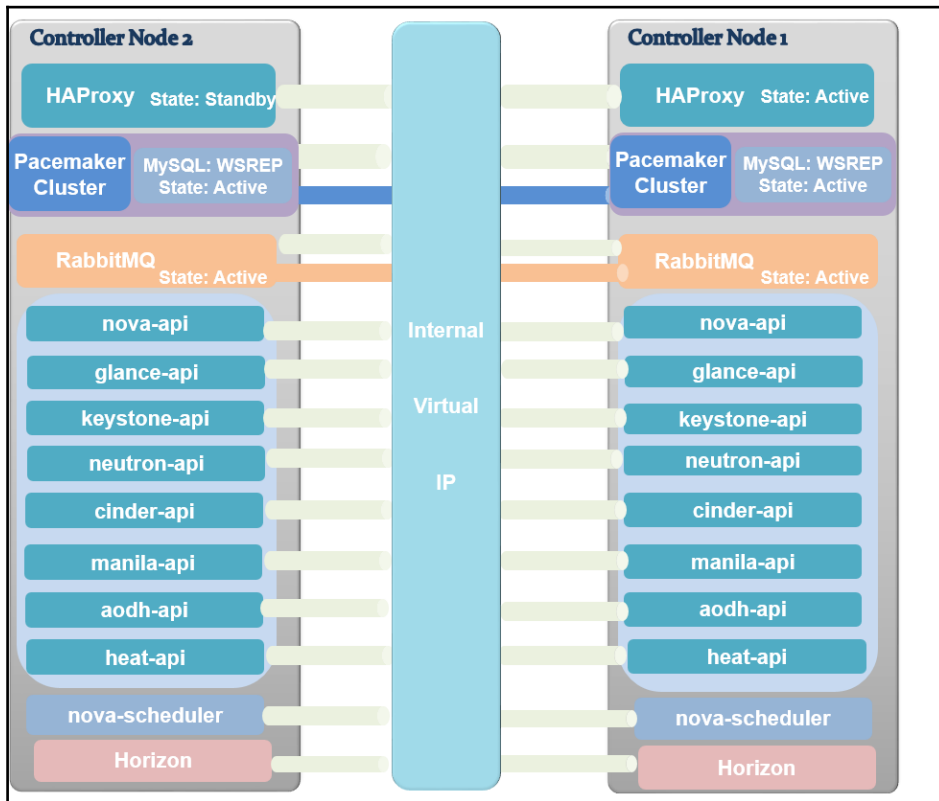 Controller Node 2
HAProxy State: Standby
Pacemaker
Cluster
MySQL: WSREP
State: Active
RabbitMQ
State: Active
nova-api
glance-api
keystone-api
neutron-api
cinder-api
manila-api
aodh-api
heat-api
nova-scheduler
Horizon
Internal
Virtual
IP
Controller Node 1
HAProxy State: Active
Pacemaker
Cluster
MySQL: WSREP
State: Active
RabbitMQ
State: Active
nova-api
glance-api
keystone-api
neutron-api
cinder-api
manila-api
aodh-api
heat-api
nova-scheduler
Horizon